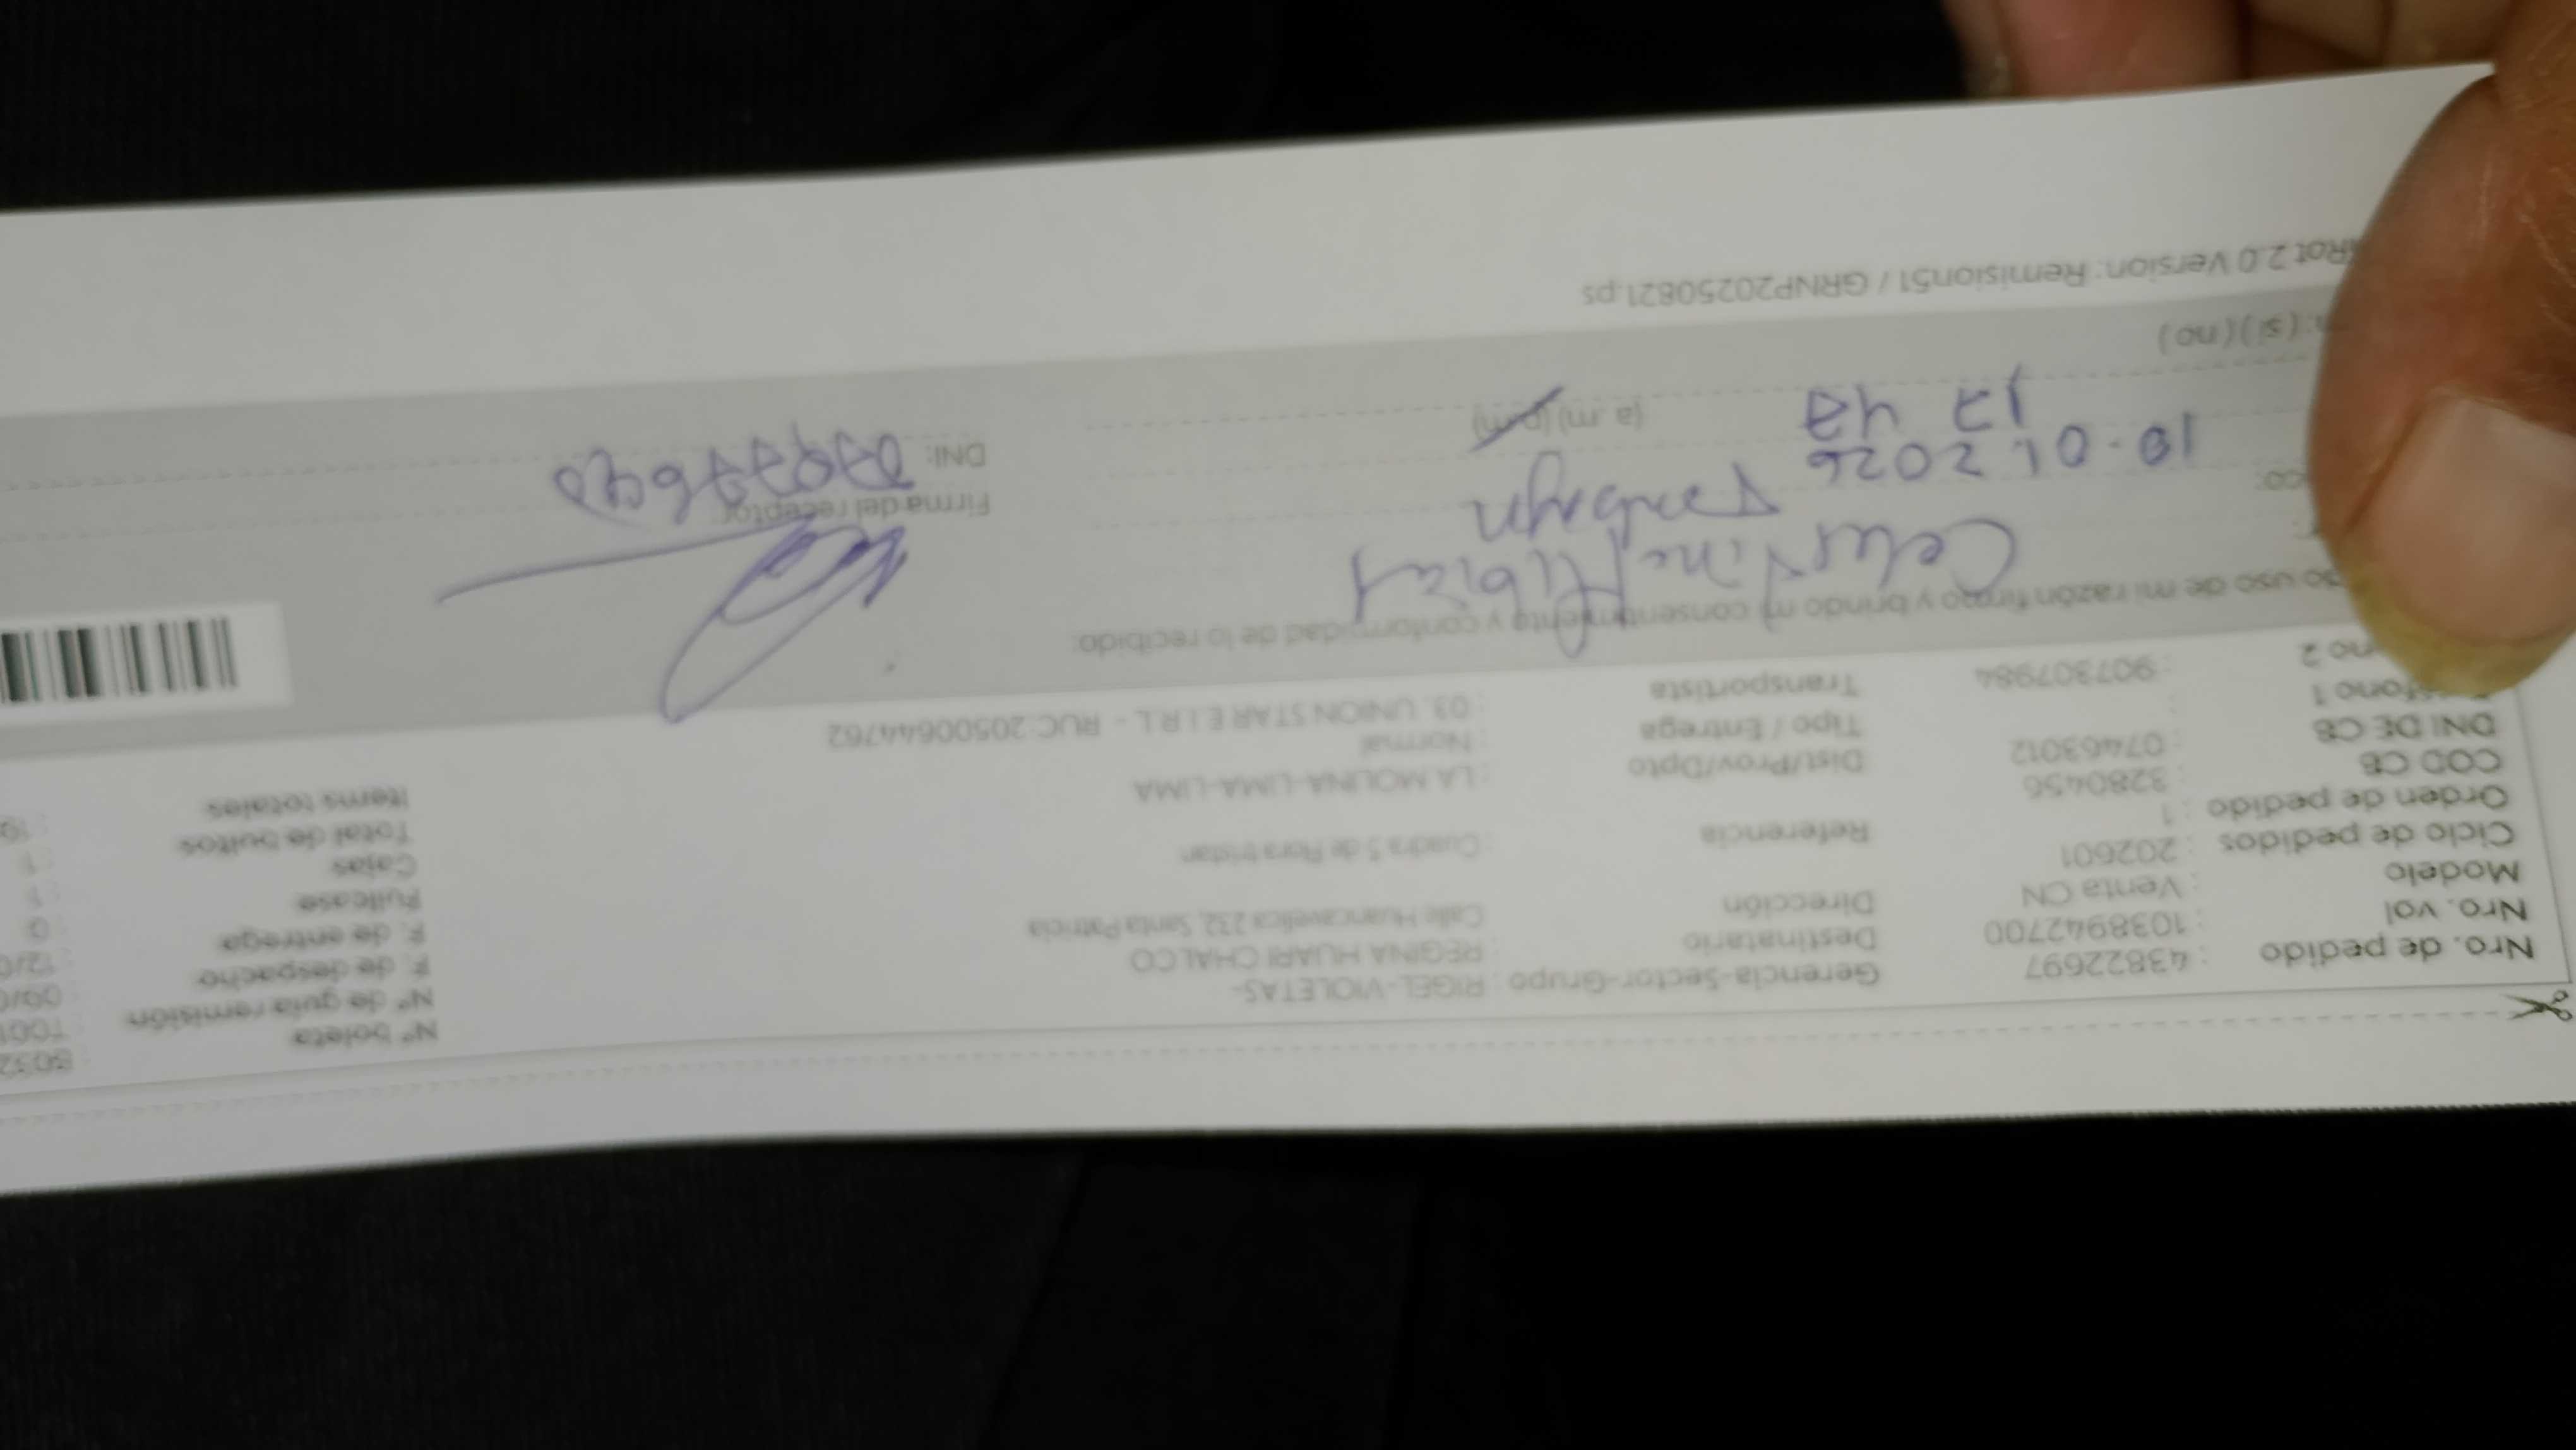 Nro. de pedido : 43822697 Gerencia-Sector-Grupo : RIGEL-VIOLETAS- Nº boleta
Nro. vol : 1038942700 Destinatario : REGINA HUARI CHALCO Nº de guía remisión
Modelo : Venta CN Dirección : Calle Huancavelica 232, Santa Patricia F. de despacho
Ciclo de pedidos : 202601 F. de entrega
Orden de pedido : 1 Referencia : Cuadra 5 de Flora tristan Fullcase
COD CB : 3280456 Cajas
DNI DE CB : 07463012 Dist/Prov/Dpto : LA MOLINA-LIMA-LIMA Total de bultos
1 : Tipo / Entrega : Normal Items totales
2 : 907307984 Transportista : 03. UNION STAR E I R L - RUC:20500644762
uso de mi razón firmo y brindo mi consentimiento y conformidad de lo recibido:
Firma del receptor:
10.01 2026 DNI:
12 47 (a. m) (p. m)
(si) (no)
2.0 Version: Remision51 / GRNP20250821.ps